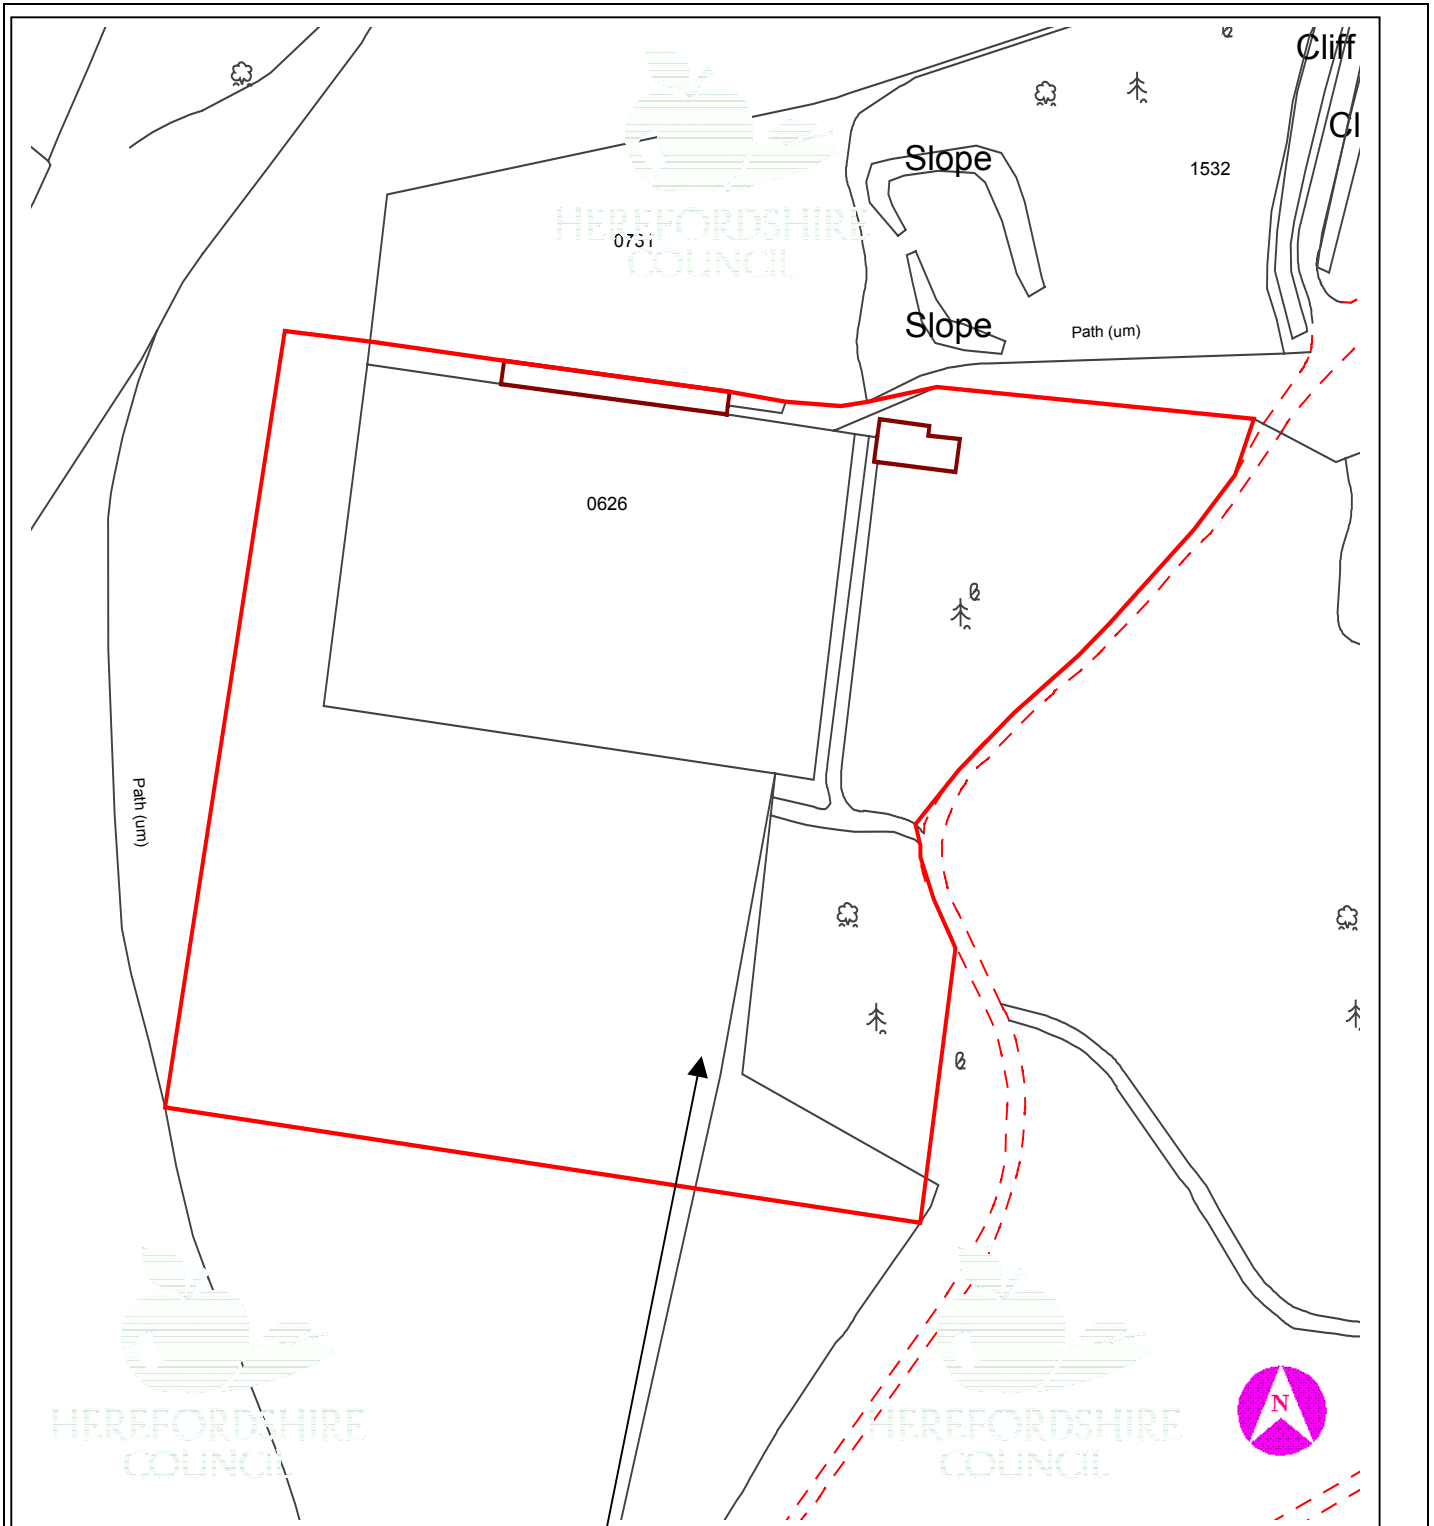 Cliff
Cl
Slope
1532
HEREFORDSHIRE
0731
COUNCIL
Slope
Path (um)
0626
Path (um)
HEREFORDSHIRE
COUNCIL
HEREFORDSHIRE
COUNCIL
N